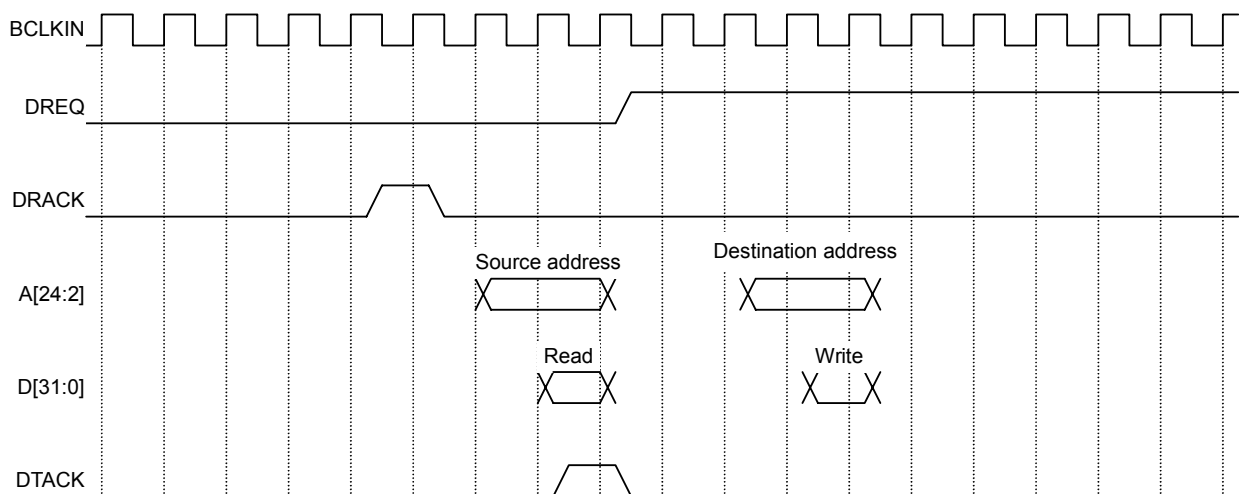 BCLKIN
DREQ
DRACK
Source address
Destination address
A[24:2]
Read
Write
D[31:0]
DTACK